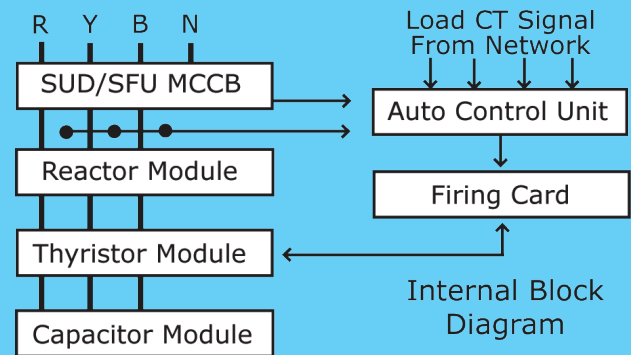 R Y B N
SUD/SFU MCCB
Reactor Module
Thyristor Module
Capacitor Module
Load CT Signal
From Network
Auto Control Unit
Firing Card
Internal Block
Diagram